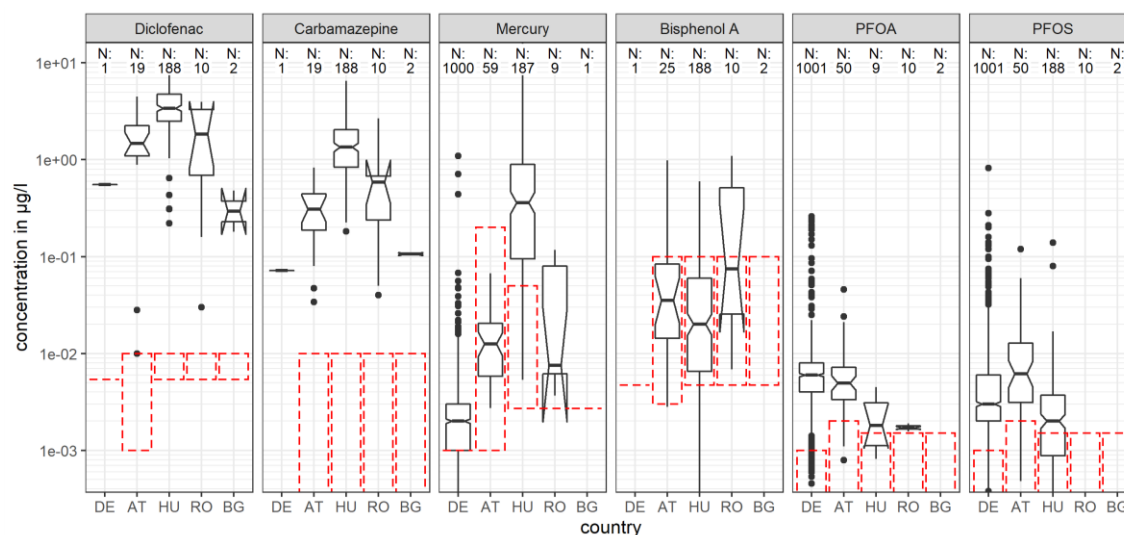 Diclofenac Carbamazepine Mercury Bisphenol A PFOA PFOS
N: N: N: N: N: N: N: N: N: N: N: N: N: N: N: N: N: N: N: N: N: N: N: N: N: N: N: N: N: N:
1 19 188 10 2 1 19 188 10 2 1000 59 187 9 1 1 25 188 10 2 1001 50 9 10 2 1001 50 188 10 2
1e+01
1e+00
1e-01
1e-02
1e-03
concentration in µg/l
DE AT HU RO BG DE AT HU RO BG DE AT HU RO BG DE AT HU RO BG DE AT HU RO BG DE AT HU RO BG
country